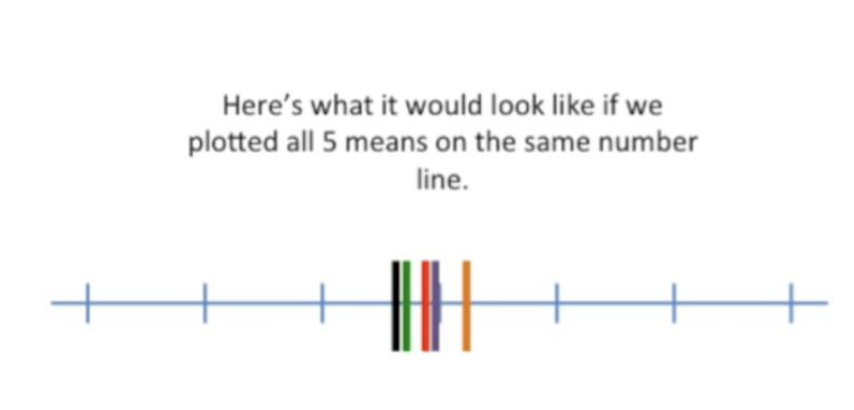 Here’s what it would look like if we
plotted all 5 means on the same number
line.